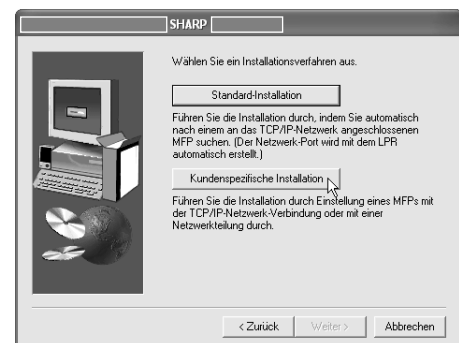 SHARP
Wählen Sie ein Installationsverfahren aus.
Standard-Installation
Führen Sie die Installation durch, indem Sie automatisch
nach einem an das TCP/IP-Netzwerk angeschlossenen
MFP suchen. (Der Netzwerk-Port wird mit dem LPR
automatisch erstellt.)
Kundenspezifische Installation
Führen Sie die Installation durch Einstellung eines MFPs mit
der TCP/IP-Netzwerk-Verbindung oder mit einer
Netzwerkteilung durch.
< Zurück
Weiter >
Abbrechen